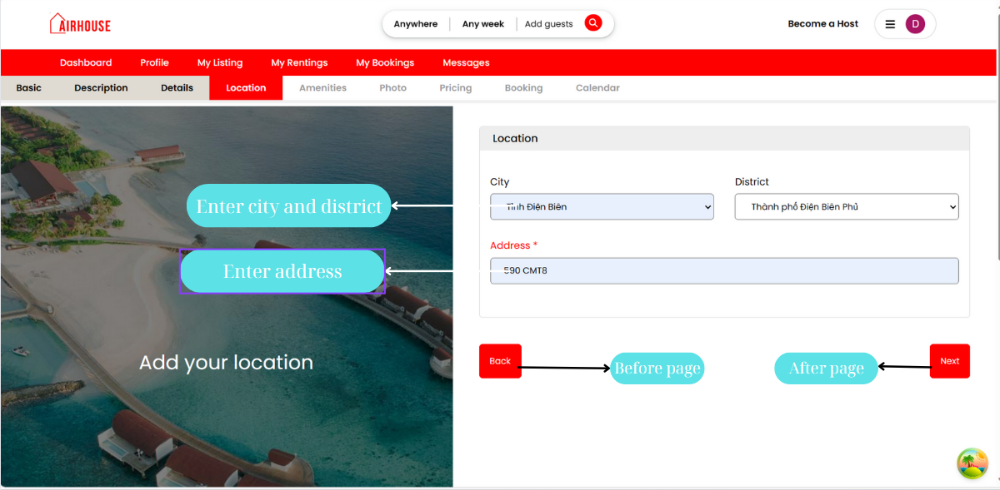 AIRHOUSE
Anywhere Any week Add guests
Become a Host
D
Dashboard Profile My Listing My Rentings My Bookings Messages
Basic Description Details Location Amenities Photo Pricing Booking Calendar
Enter city and district
Enter address
Add your location
Location
City District
Tỉnh Điện Biên Thành phố Điện Biên Phủ
Address *
590 CMT8
Back Before page After page Next